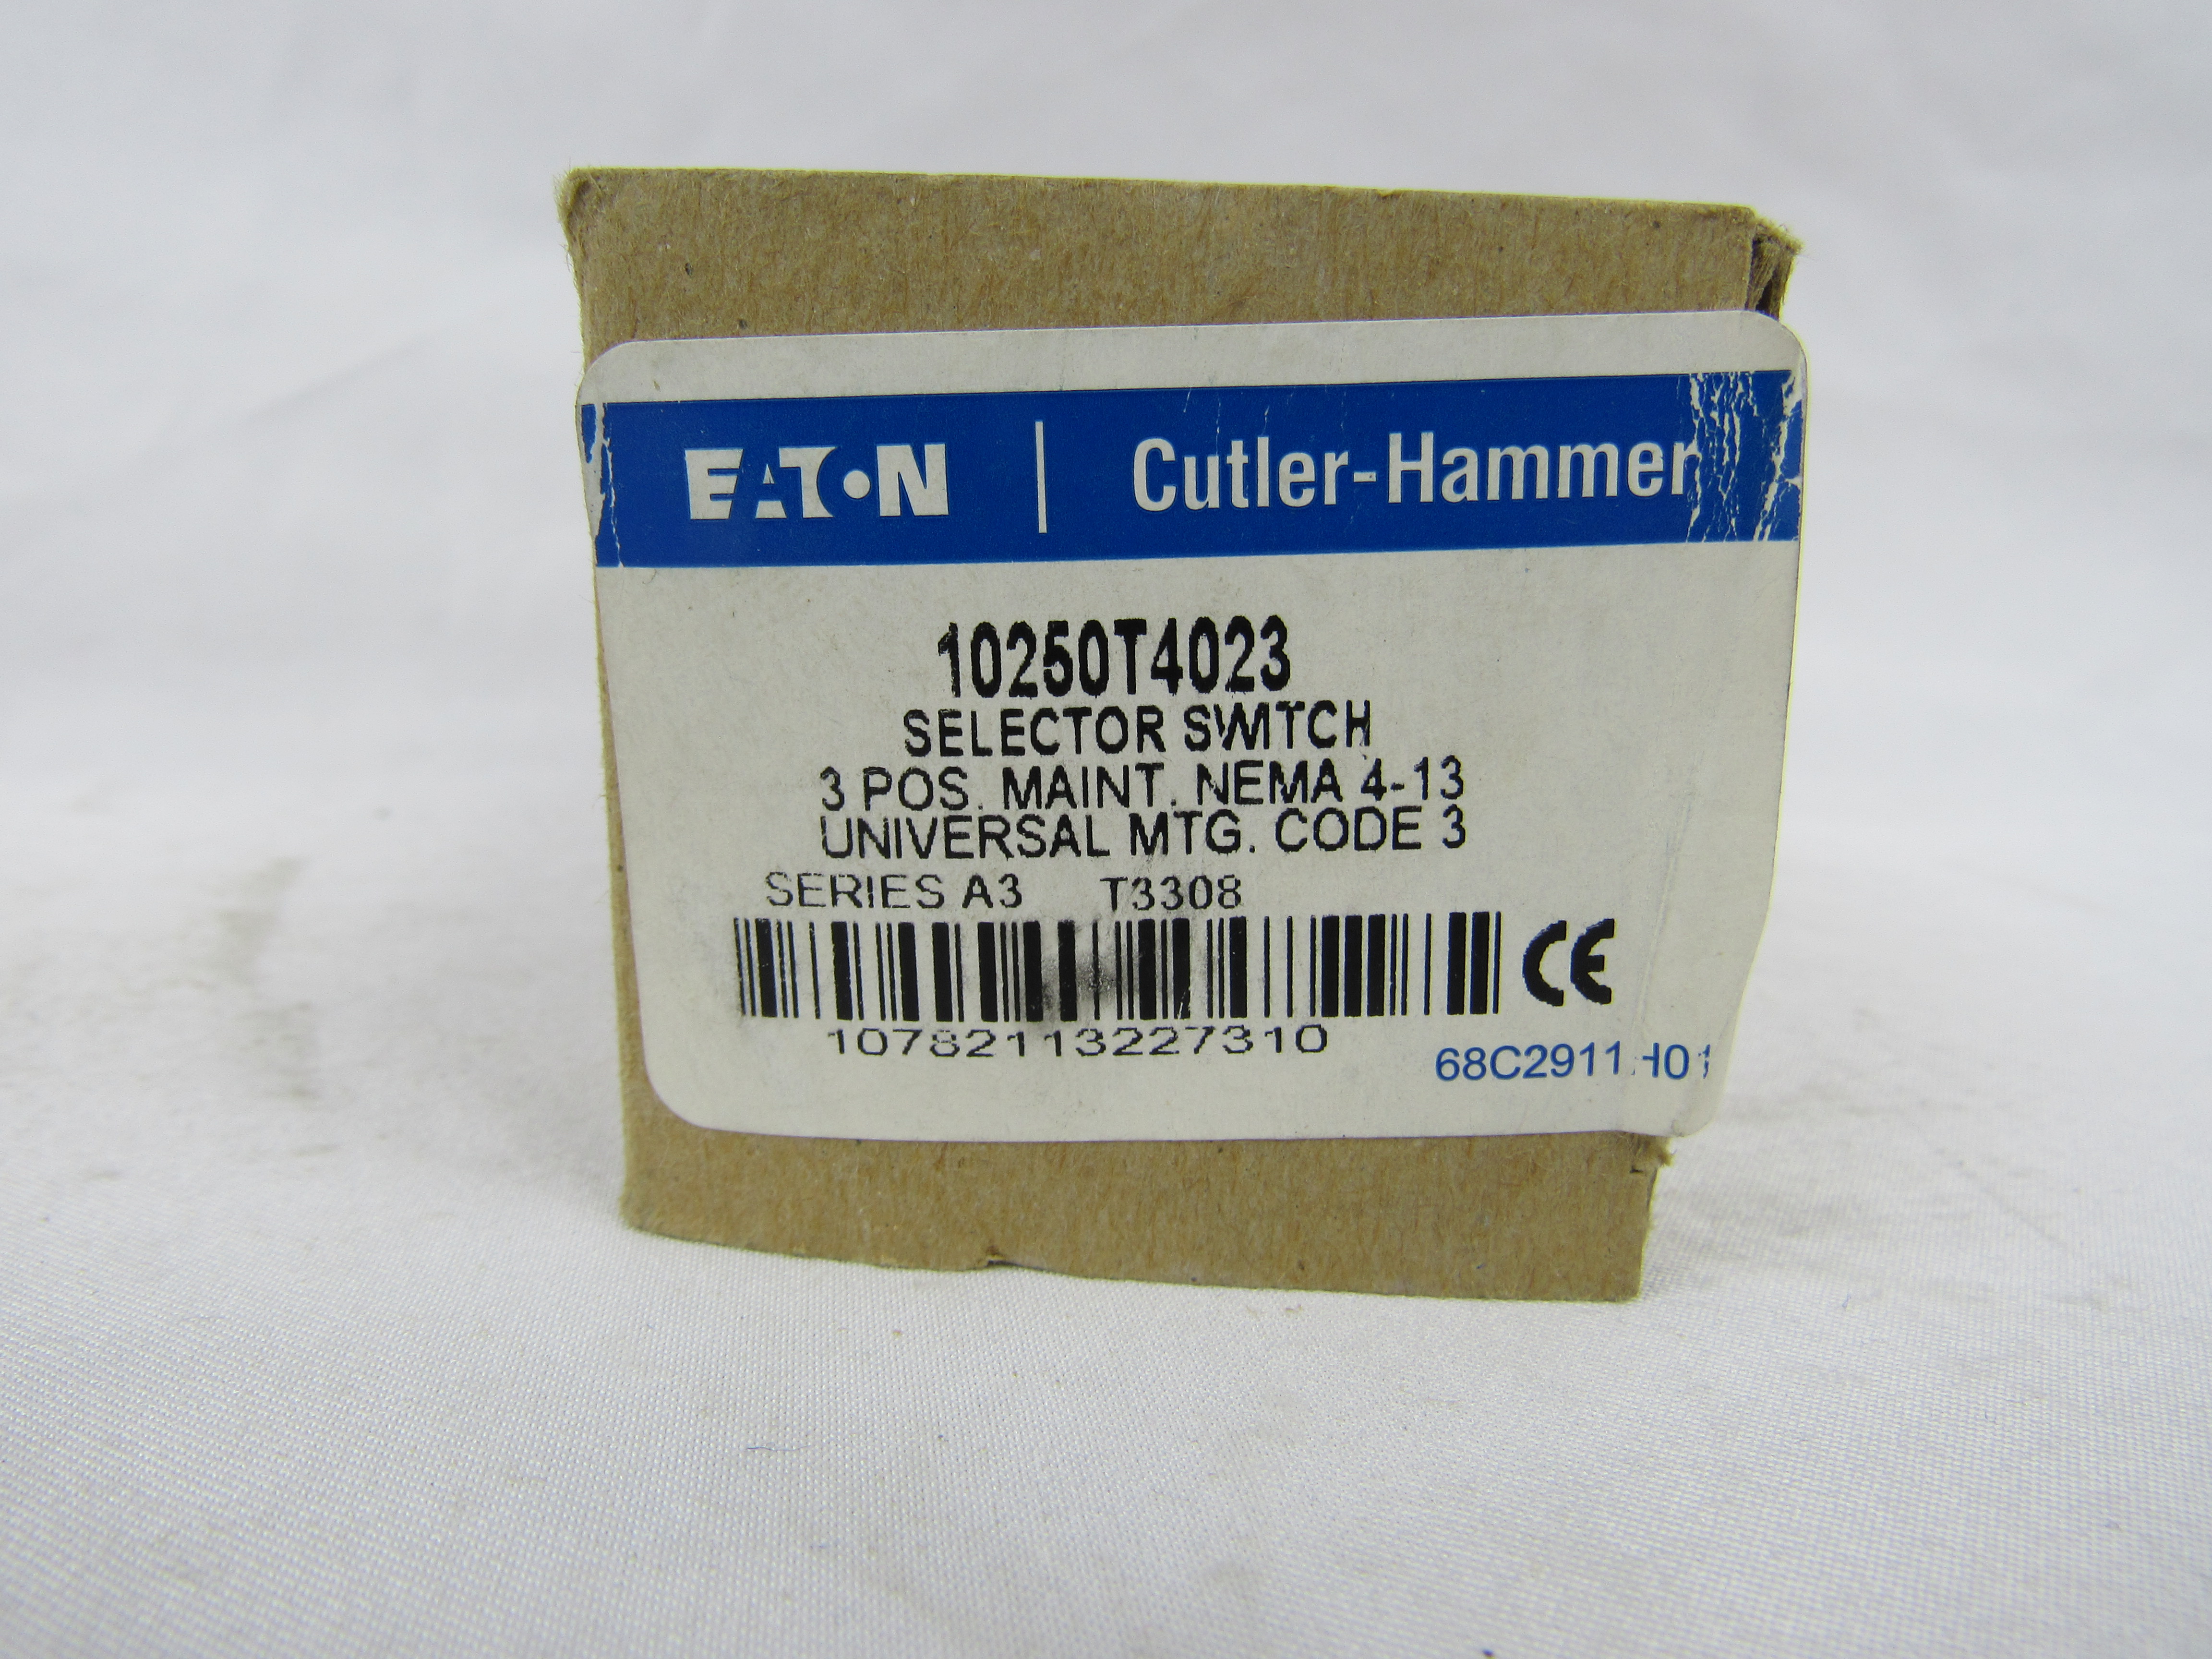 EATON | Cutler-Hammer
10250T4023
SELECTOR SWITCH
3 POS. MAINT. NEMA 4-13
UNIVERSAL MTG. CODE 3
SERIES A3 T3308
CE
10782113227310
68C2911H01